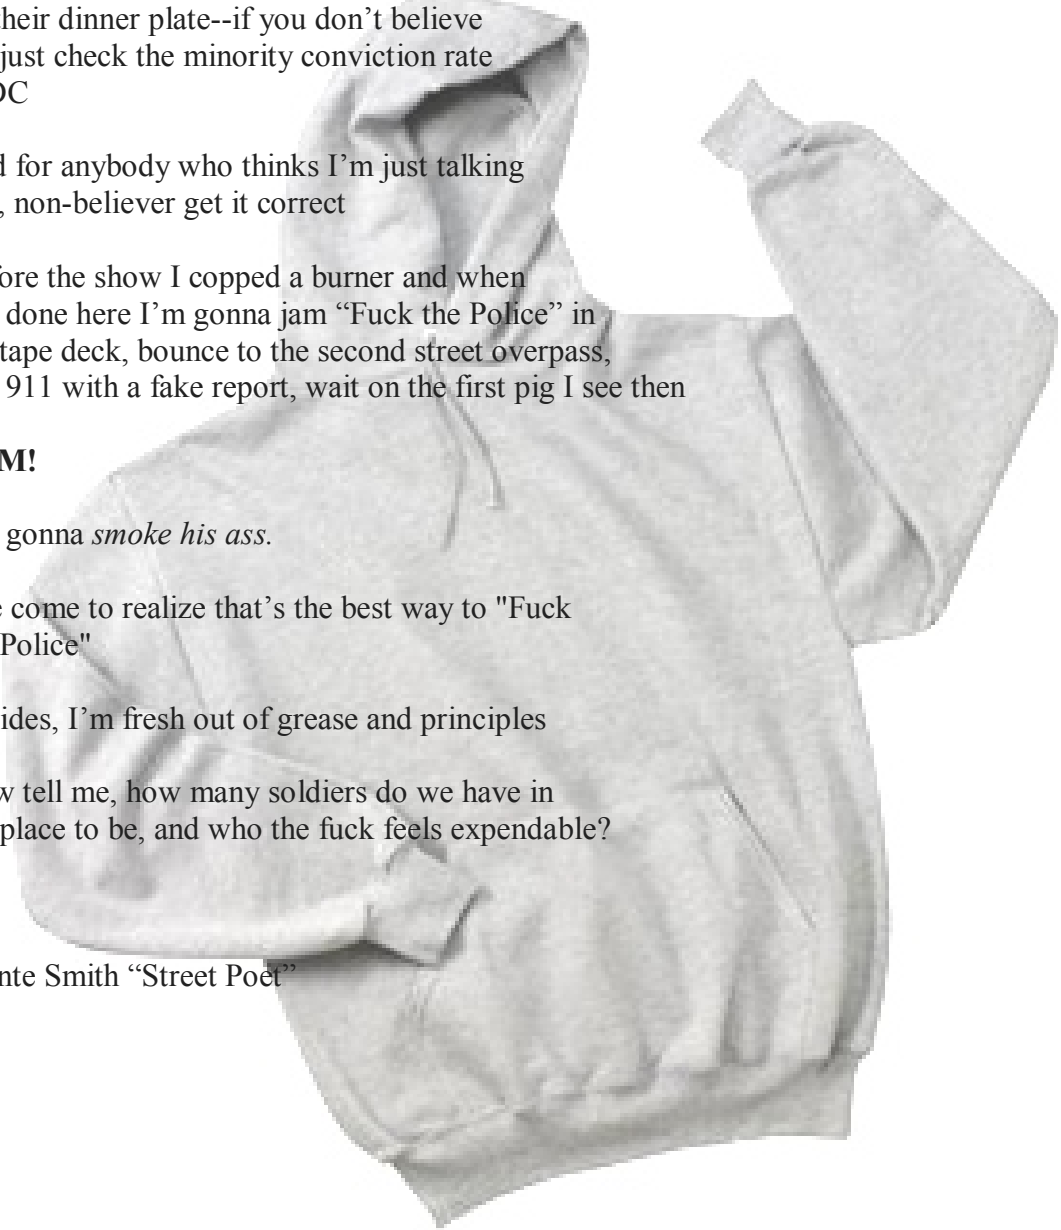 their dinner plate--if you don’t believe
just check the minority conviction rate
OC
d for anybody who thinks I’m just talking
, non-believer get it correct
fore the show I copped a burner and when
done here I’m gonna jam “Fuck the Police” in
tape deck, bounce to the second street overpass,
911 with a fake report, wait on the first pig I see then
M!
gonna smoke his ass.
e come to realize that’s the best way to "Fuck
Police"
ides, I’m fresh out of grease and principles
w tell me, how many soldiers do we have in
place to be, and who the fuck feels expendable?
nte Smith “Street Poet”